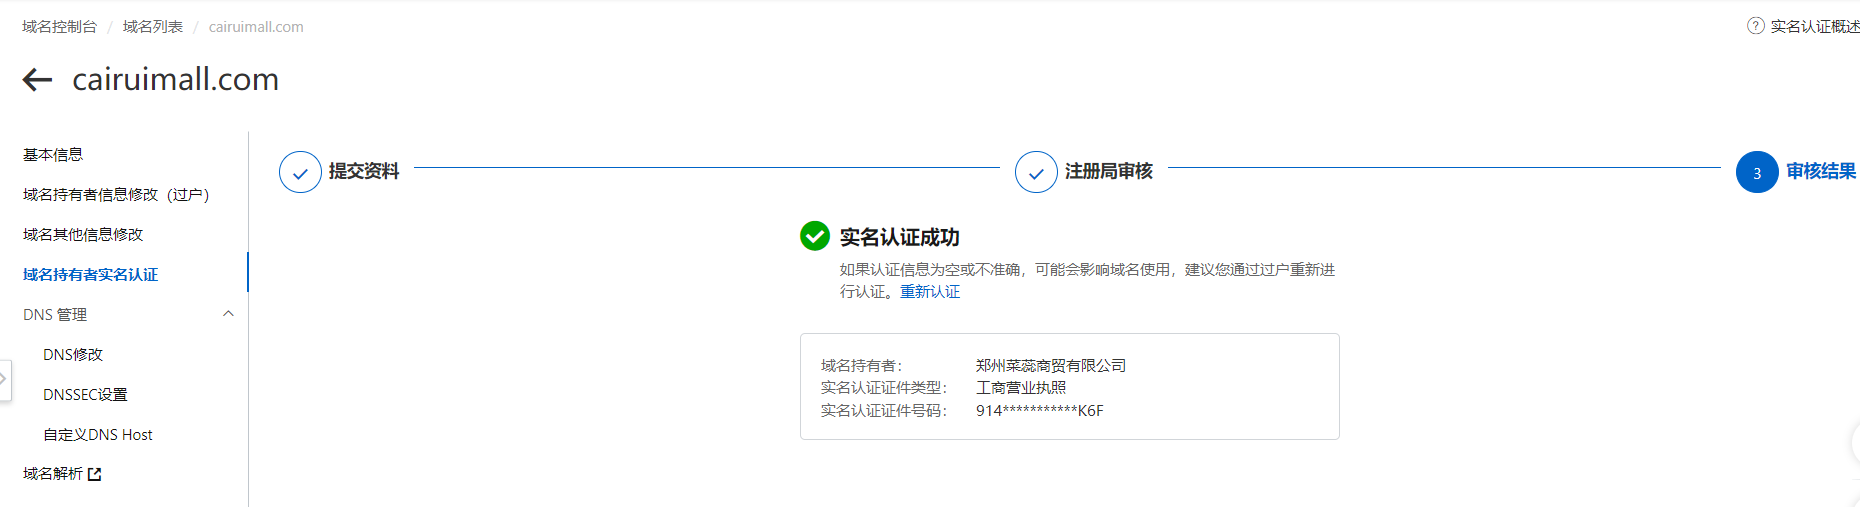 域名控制台 / 域名列表 / cairuimall.com
? 实名认证概述
← cairuimall.com
基本信息
域名持有者信息修改（过户）
域名其他信息修改
域名持有者实名认证
DNS 管理
DNS修改
DNSSEC设置
自定义DNS Host
域名解析
提交资料
注册局审核
3 审核结果
实名认证成功
如果认证信息为空或不准确，可能会影响域名使用，建议您通过过户重新进
行认证。重新认证
域名持有者： 郑州菜蕊商贸有限公司
实名认证证件类型： 工商营业执照
实名认证证件号码： 914***********K6F